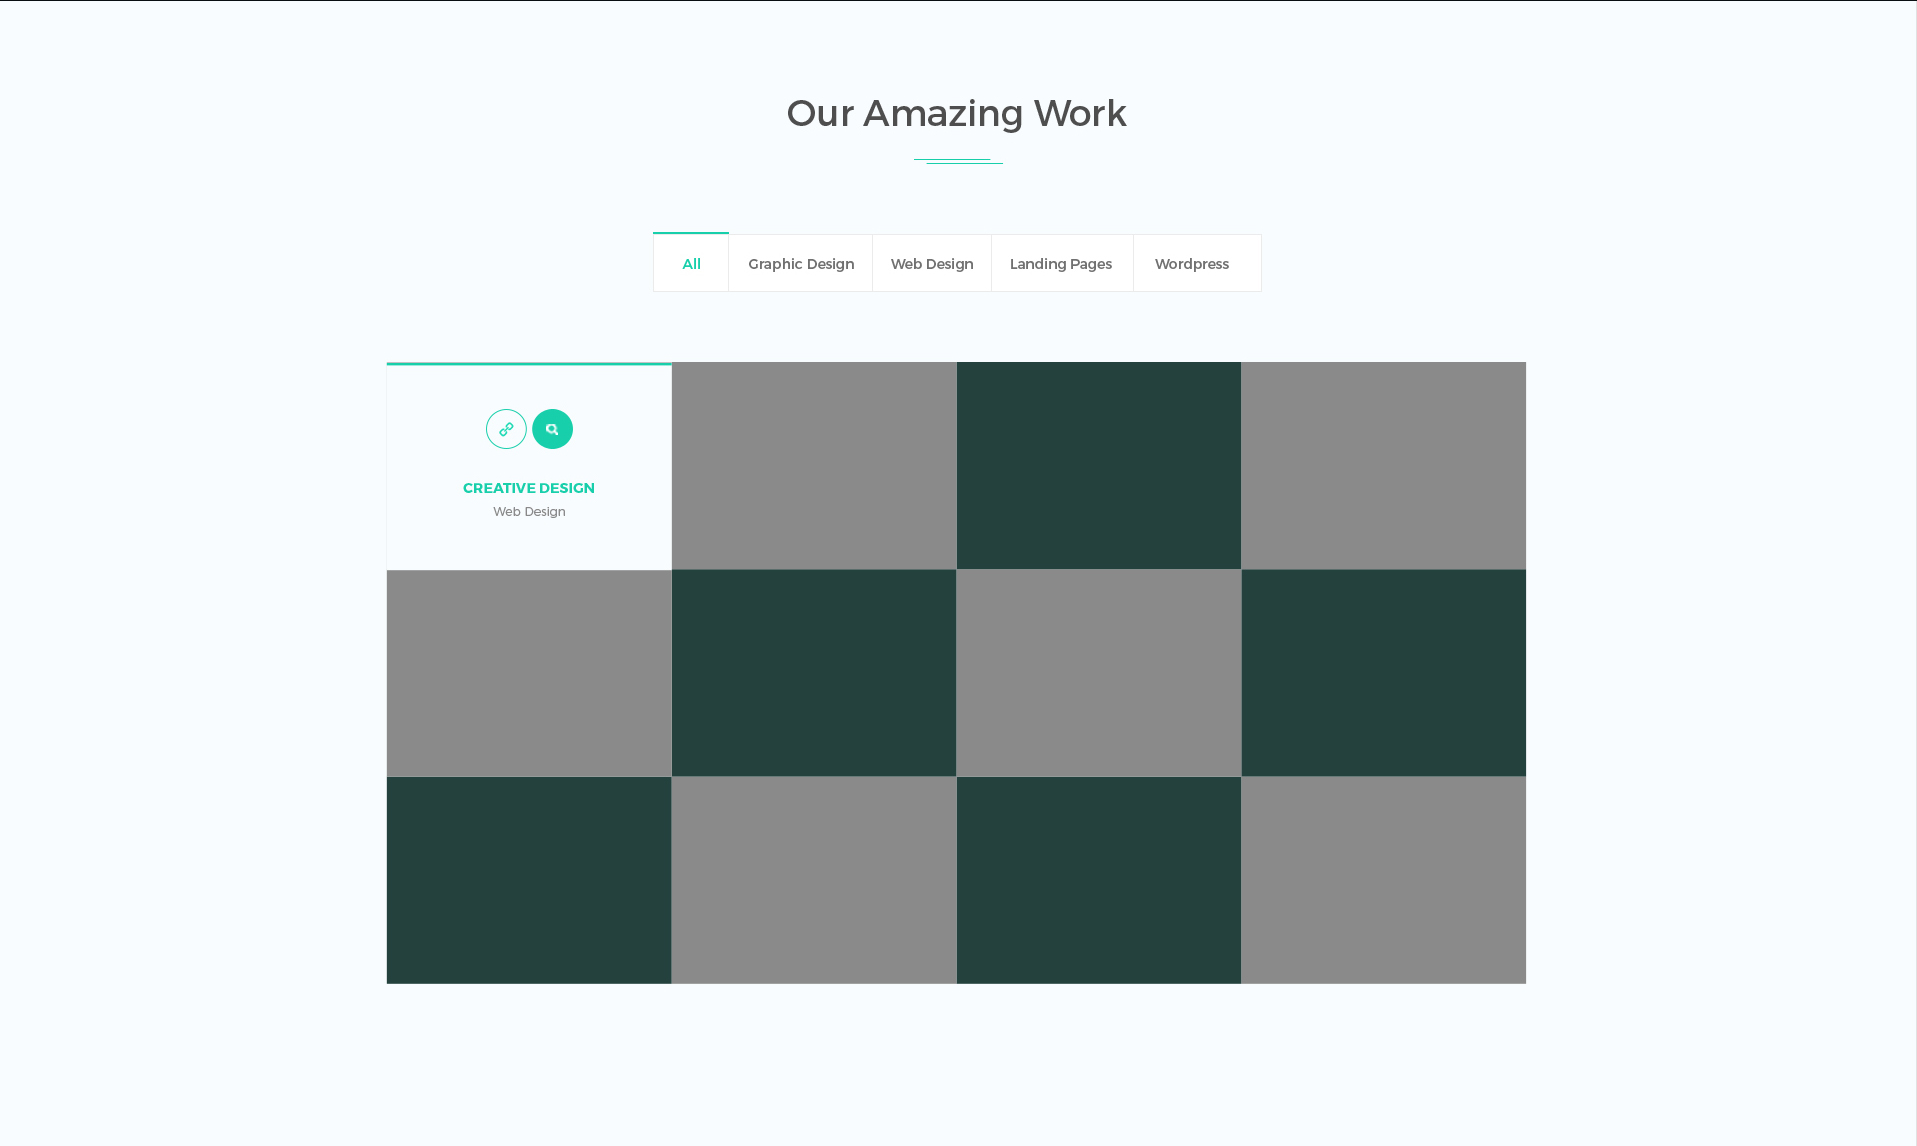 Our Amazing Work
All
Graphic Design
Web Design
Landing Pages
Wordpress
CREATIVE DESIGN
Web Design